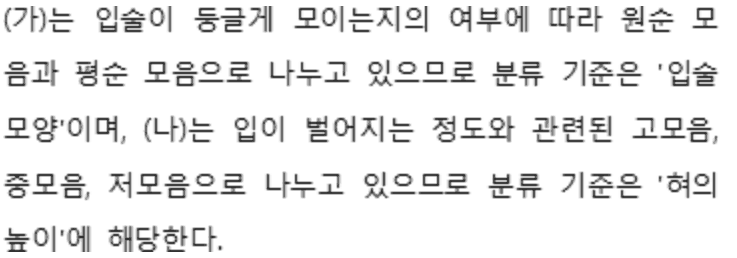 (가)는 입술이 둥글게 모이는지의 여부에 따라 원순 모
음과 평순 모음으로 나누고 있으므로 분류 기준은 '입술
모양'이며, (나)는 입이 벌어지는 정도와 관련된 고모음,
중모음, 저모음으로 나누고 있으므로 분류 기준은 '혀의
높이'에 해당한다.